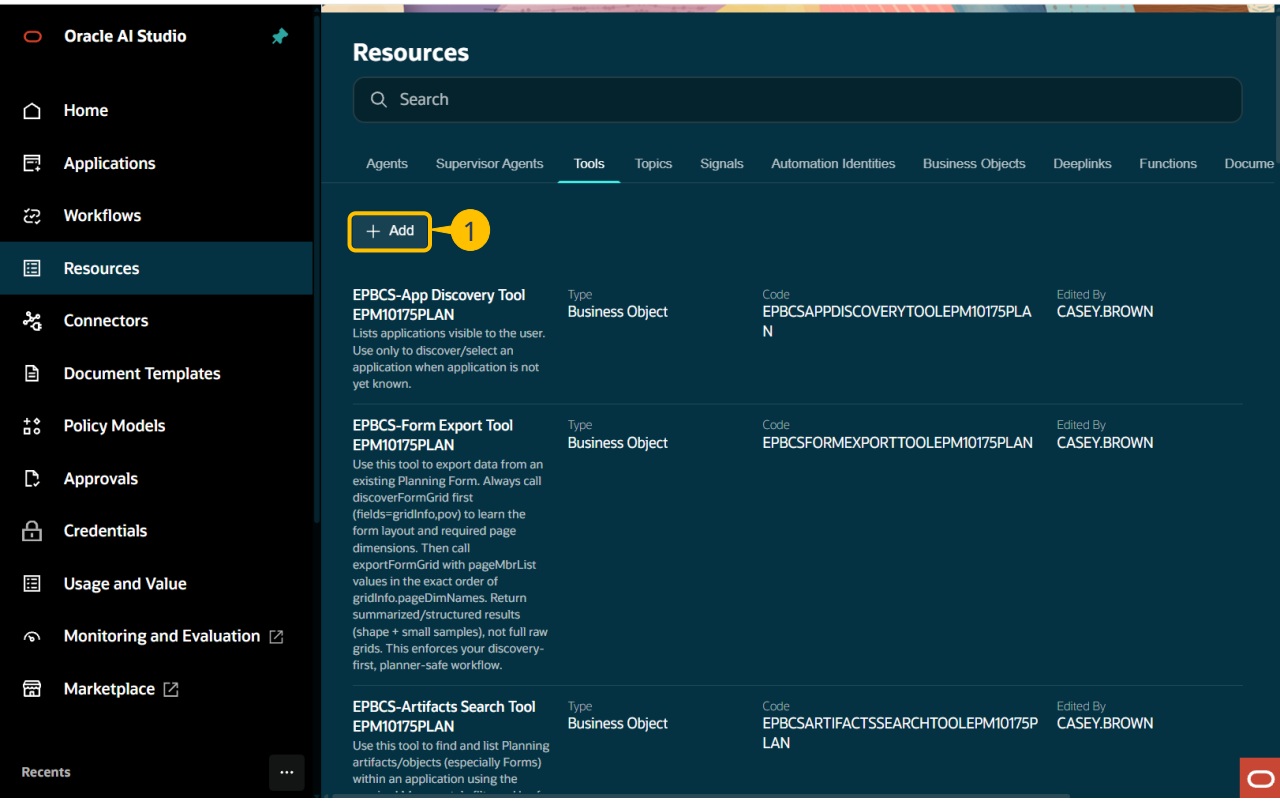 Oracle AI Studio
Home
Applications
Workflows
Resources
Connectors
Document Templates
Policy Models
Approvals
Credentials
Usage and Value
Monitoring and Evaluation
Marketplace
Recents
...
Resources
Search
Agents Supervisor Agents Tools Topics Signals Automation Identities Business Objects Deeplinks Functions Docume
+ Add
1
EPBCS-App Discovery Tool
EPM10175PLAN
Lists applications visible to the user.
Use only to discover/select an
application when application is not
yet known.
Type
Business Object
Code
EPBCSAPPDISCOVERYTOOLEPM10175PLA
N
Edited By
CASEY.BROWN
EPBCS-Form Export Tool
EPM10175PLAN
Use this tool to export data from an
existing Planning Form. Always call
discoverFormGrid first
(fields=gridInfo,pov) to learn the
form layout and required page
dimensions. Then call
exportFormGrid with pageMbrList
values in the exact order of
gridInfo.pageDimNames. Return
summarized/structured results
(shape + small samples), not full raw
grids. This enforces your discovery-
first, planner-safe workflow.
Type
Business Object
Code
EPBCSFORMEXPORTTOOLEPM10175PLAN
Edited By
CASEY.BROWN
EPBCS-Artifacts Search Tool
EPM10175PLAN
Use this tool to find and list Planning
artifacts/objects (especially Forms)
within an application using the
Type
Business Object
Code
EPBCSARTIFACTSSEARCHTOOLEPM10175P
LAN
Edited By
CASEY.BROWN